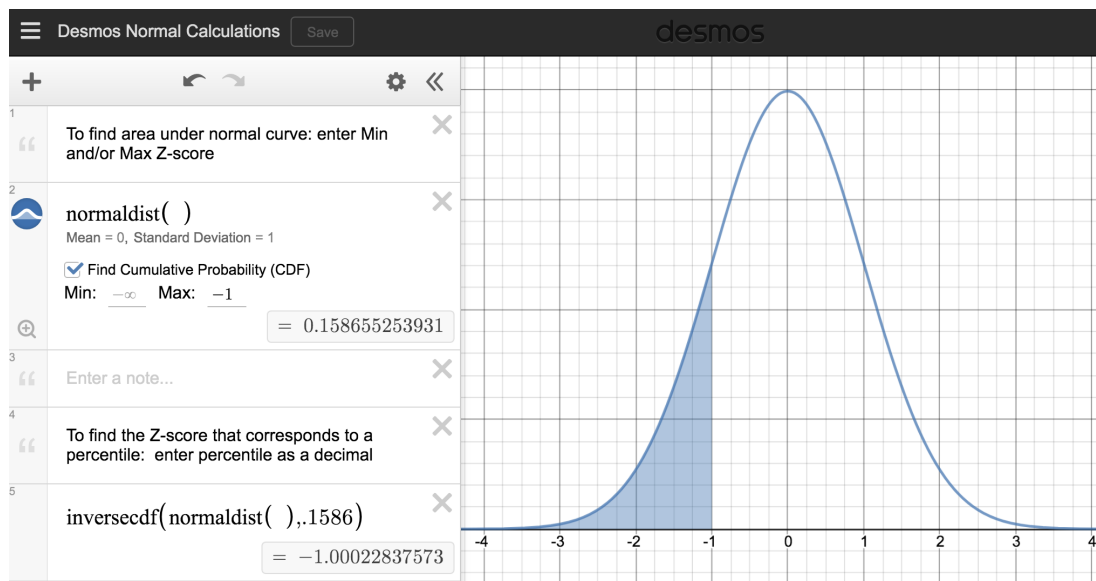 Desmos Normal Calculations
Save
desmos
1
To find area under normal curve: enter Min
and/or Max Z-score
2
normaldist( )
Mean = 0, Standard Deviation = 1
Find Cumulative Probability (CDF)
Min: −∞ Max: −1
= 0.158655253931
3
Enter a note...
4
To find the Z-score that corresponds to a
percentile: enter percentile as a decimal
5
inversecdf(normaldist( ),.1586)
= −1.00022837573
-4 -3 -2 -1 0 1 2 3 4